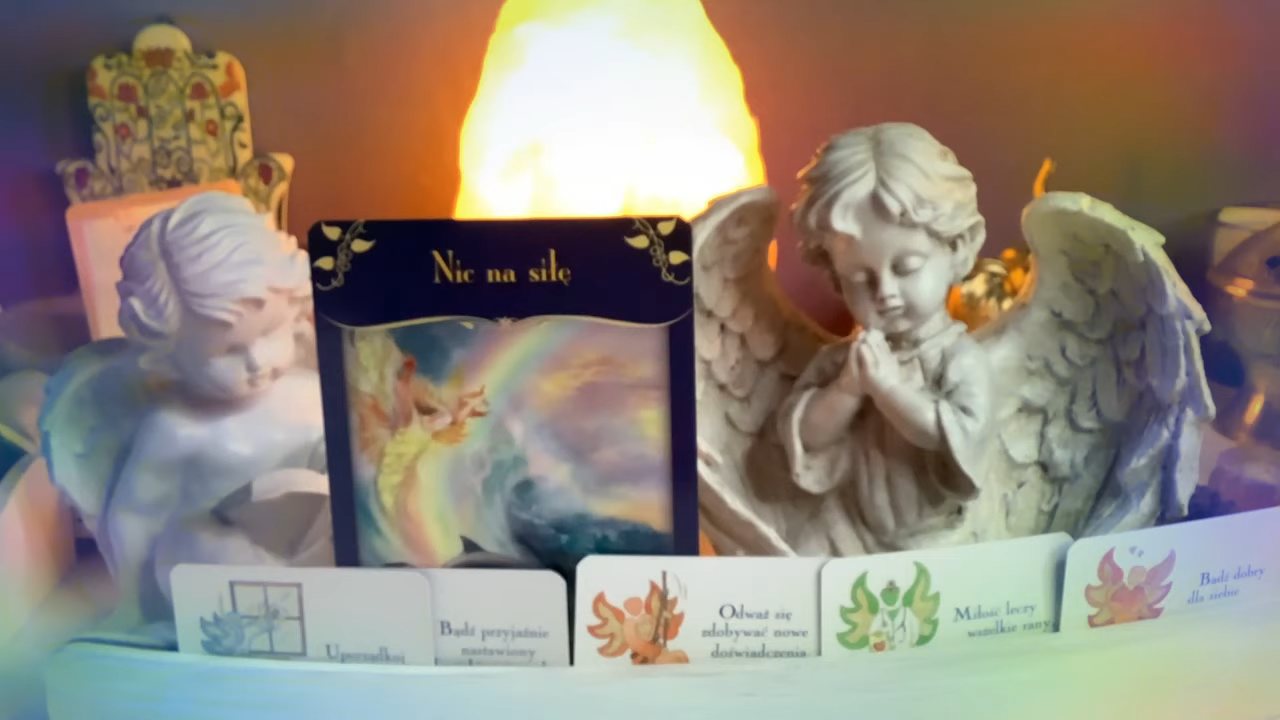 Nic na siłę
Uporządkuj
Bądź przyjaźnie
nastawiony
Odważ się
zdobywać nowe
doświadczenia
Miłość leczy
wszelkie rany
Bądź dobry
dla siebie